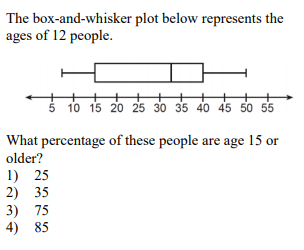 The box-and-whisker plot below represents the
ages of 12 people.
5 10 15 20 25 30 35 40 45 50 55
What percentage of these people are age 15 or
older?
1) 25
2) 35
3) 75
4) 85